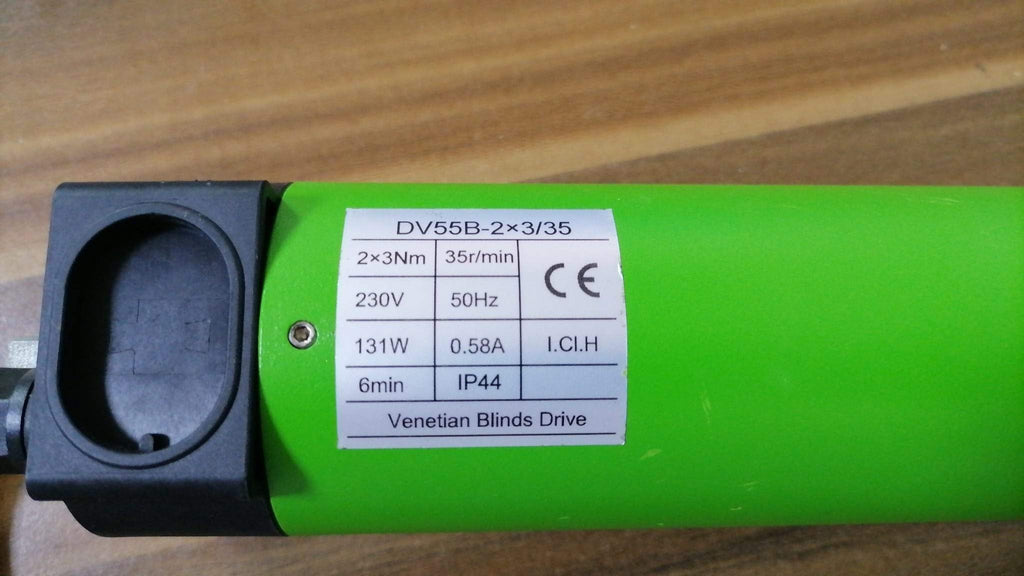 DV55B-2×3/35
2×3Nm 35r/min
CE
230V 50Hz
131W 0.58A I.Cl.H
6min IP44
Venetian Blinds Drive